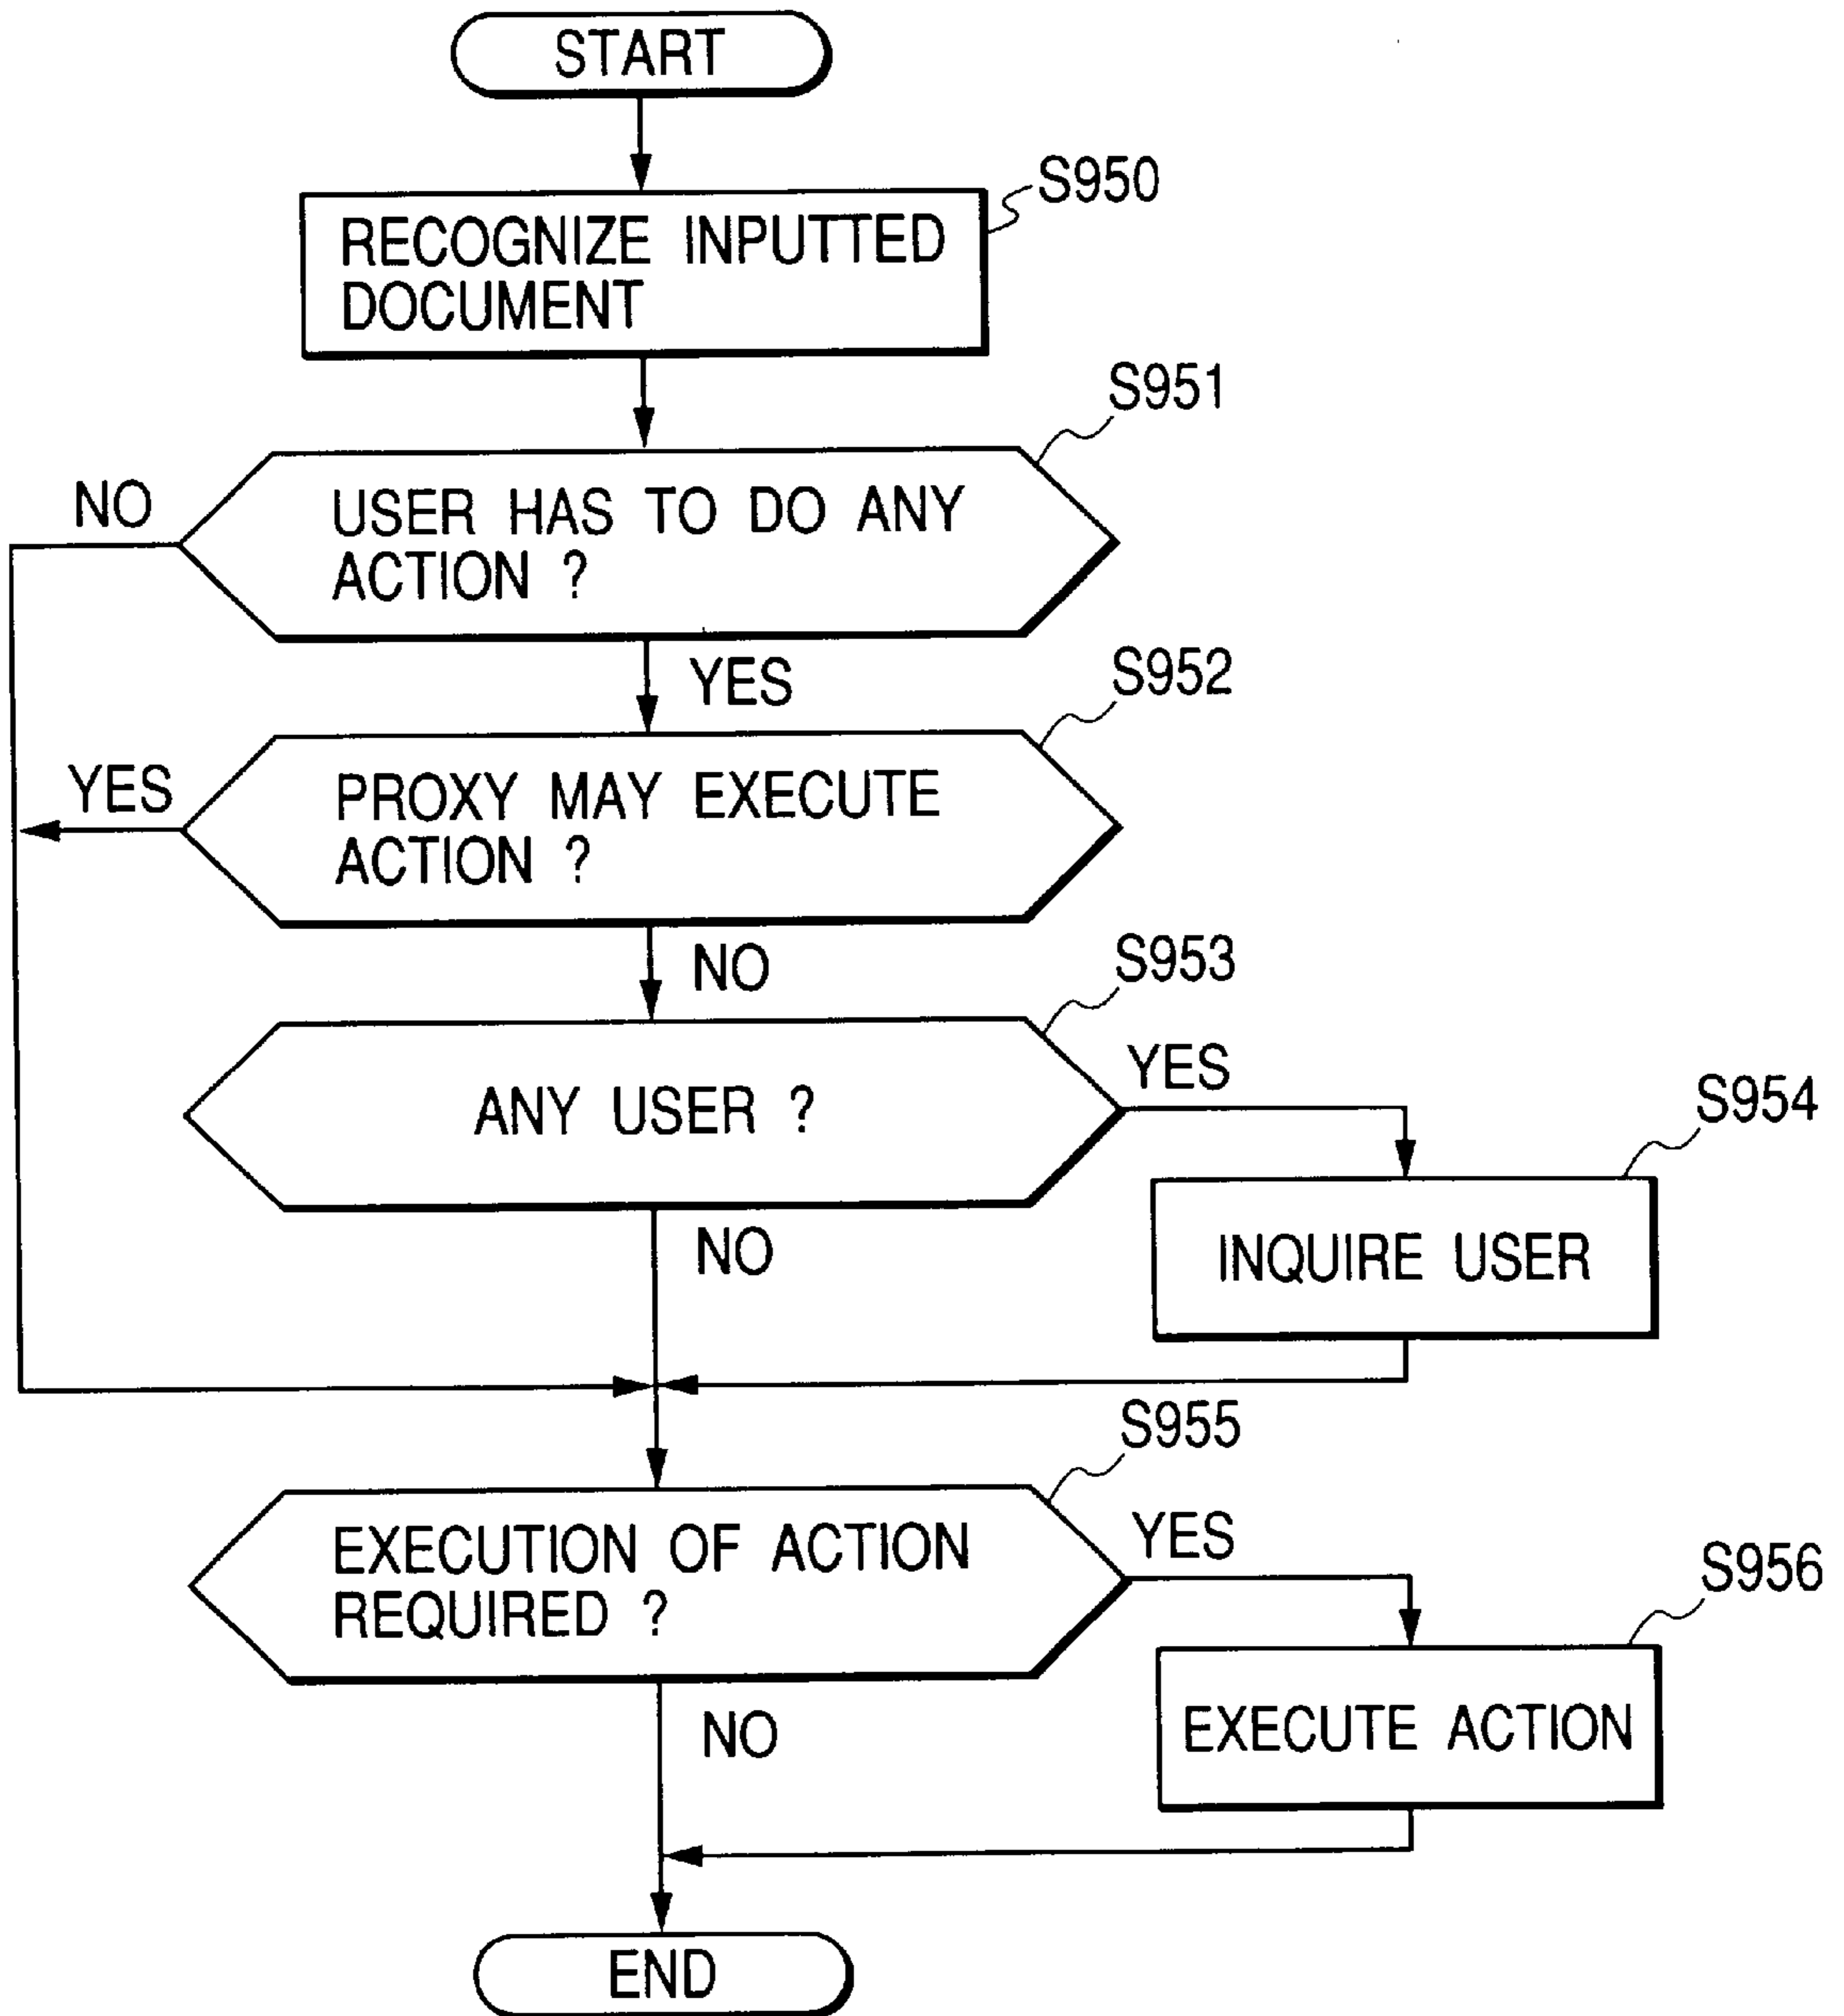 START
S950
RECOGNIZE INPUTTED
DOCUMENT
S951
NO
USER HAS TO DO ANY
ACTION ?
YES
S952
YES
PROXY MAY EXECUTE
ACTION ?
NO
S953
YES
ANY USER ?
S954
NO
INQUIRE USER
S955
YES
EXECUTION OF ACTION
REQUIRED ?
S956
NO
EXECUTE ACTION
END